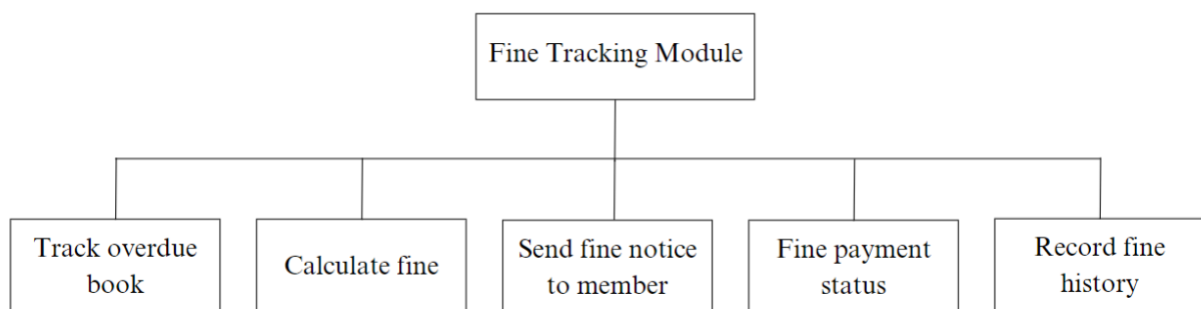 Fine Tracking Module
Track overdue
book
Calculate fine
Send fine notice
to member
Fine payment
status
Record fine
history